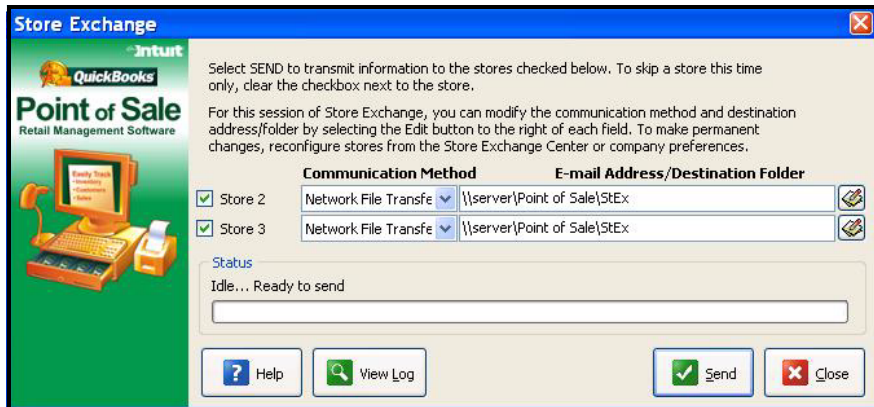 Store Exchange
Intuit
QuickBooks
Point of Sale
Retail Management Software
Easily Track
• Inventory
• Customers
• Sales
Select SEND to transmit information to the stores checked below. To skip a store this time
only, clear the checkbox next to the store.
For this session of Store Exchange, you can modify the communication method and destination
address/folder by selecting the Edit button to the right of each field. To make permanent
changes, reconfigure stores from the Store Exchange Center or company preferences.
Communication Method E-mail Address/Destination Folder
Store 2 Network File Transfe \\server\Point of Sale\StEx
Store 3 Network File Transfe \\server\Point of Sale\StEx
Status
Idle... Ready to send
? Help View Log Send Close